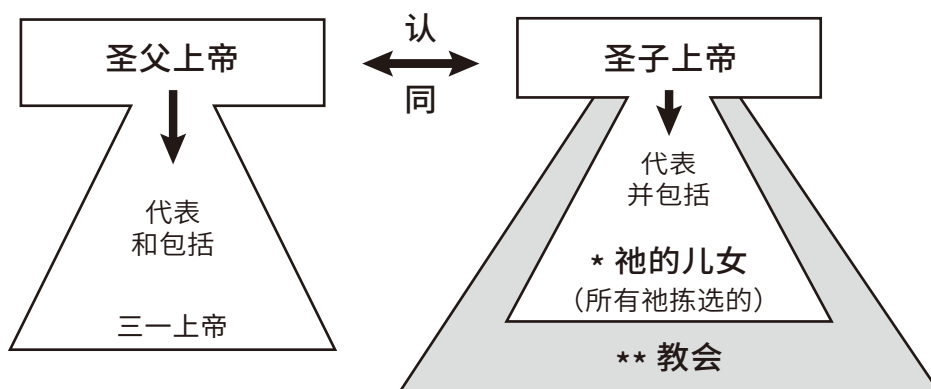 圣父上帝
代表
和包括
三一上帝
认
同
圣子上帝
代表
并包括
* 祂的儿女
（所有祂拣选的）
** 教会